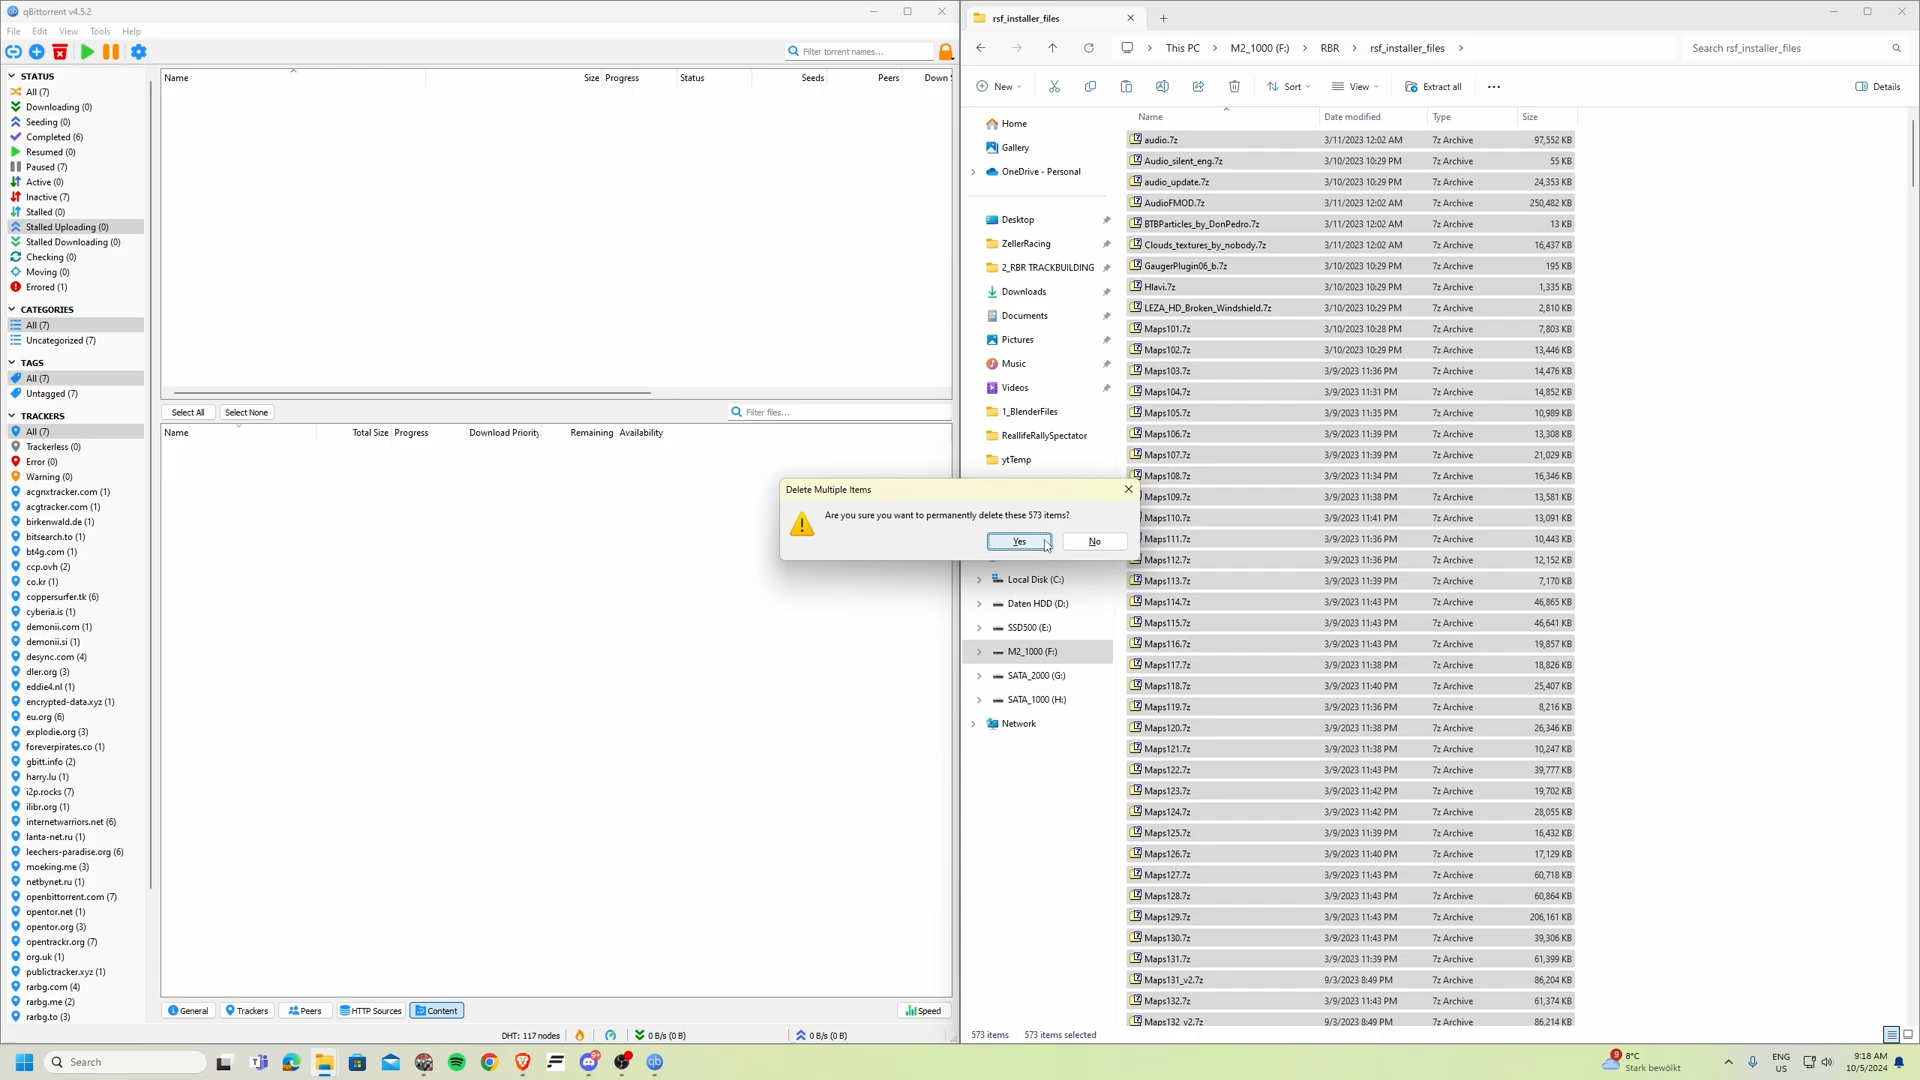 qBittorrent v4.5.2
File Edit View Tools Help
Filter torrent names...
STATUS
All (7)
Downloading (0)
Seeding (0)
Completed (6)
Resumed (0)
Paused (7)
Active (0)
Inactive (7)
Stalled (0)
Stalled Uploading (0)
Stalled Downloading (0)
Checking (0)
Moving (0)
Errored (1)
CATEGORIES
All (7)
Uncategorized (7)
TAGS
All (7)
Untagged (7)
TRACKERS
All (7)
Trackerless (0)
Error (0)
Warning (0)
acgnxtracker.com (1)
acgtracker.com (1)
birkenwald.de (1)
bitsearch.to (1)
bt4g.com (1)
ccp.ovh (2)
co.kr (1)
coppersurfer.tk (6)
cyberia.is (1)
demonii.com (1)
demonii.si (1)
desync.com (4)
dler.org (3)
eddie4.nl (1)
encrypted-data.xyz (1)
eu.org (6)
explodie.org (3)
foreverpirates.co (1)
gbitt.info (2)
harry.lu (1)
i2p.rocks (7)
ilibr.org (1)
internetwarriors.net (6)
lanta-net.ru (1)
leechers-paradise.org (6)
moeking.me (3)
netbynet.ru (1)
openbittorrent.com (7)
opentor.net (1)
opentor.org (3)
opentrackr.org (7)
org.uk (1)
publictracker.xyz (1)
rarbg.com (4)
rarbg.me (2)
rarbg.to (3)
Name Size Progress Status Seeds Peers Down S
Select All Select None Filter files...
Name Total Size Progress Download Priority Remaining Availability
General Trackers Peers HTTP Sources Content Speed
DHT: 117 nodes 0 B/s (0 B) 0 B/s (0 B)
Delete Multiple Items
Are you sure you want to permanently delete these 573 items?
Yes No
rsf_installer_files
This PC > M2_1000 (F:) > RBR > rsf_installer_files > Search rsf_installer_files
New Sort View Extract all Details
Home
Gallery
OneDrive - Personal
Desktop
ZellerRacing
2_RBR TRACKBUILDING
Downloads
Documents
Pictures
Music
Videos
1_BlenderFiles
ReallifeRallySpectator
ytTemp
Local Disk (C:)
Daten HDD (D:)
SSD500 (E:)
M2_1000 (F:)
SATA_2000 (G:)
SATA_1000 (H:)
Network
Name Date modified Type Size
audio.7z 3/11/2023 12:02 AM 7z Archive 97,552 KB
Audio_silent_eng.7z 3/10/2023 10:29 PM 7z Archive 55 KB
audio_update.7z 3/10/2023 10:29 PM 7z Archive 24,353 KB
AudioFMOD.7z 3/11/2023 12:02 AM 7z Archive 250,482 KB
BTBParticles_by_DonPedro.7z 3/11/2023 12:02 AM 7z Archive 13 KB
Clouds_textures_by_nobody.7z 3/11/2023 12:02 AM 7z Archive 16,437 KB
GaugerPlugin06_b.7z 3/10/2023 10:29 PM 7z Archive 195 KB
Hlavi.7z 3/10/2023 10:29 PM 7z Archive 1,335 KB
LEZA_HD_Broken_Windshield.7z 3/10/2023 10:29 PM 7z Archive 2,810 KB
Maps101.7z 3/10/2023 10:28 PM 7z Archive 7,803 KB
Maps102.7z 3/10/2023 10:29 PM 7z Archive 13,446 KB
Maps103.7z 3/9/2023 11:36 PM 7z Archive 14,476 KB
Maps104.7z 3/9/2023 11:31 PM 7z Archive 14,852 KB
Maps105.7z 3/9/2023 11:35 PM 7z Archive 10,989 KB
Maps106.7z 3/9/2023 11:39 PM 7z Archive 13,308 KB
Maps107.7z 3/9/2023 11:39 PM 7z Archive 21,029 KB
Maps108.7z 3/9/2023 11:34 PM 7z Archive 16,346 KB
Maps109.7z 3/9/2023 11:38 PM 7z Archive 13,581 KB
Maps110.7z 3/9/2023 11:41 PM 7z Archive 13,091 KB
Maps111.7z 3/9/2023 11:36 PM 7z Archive 10,443 KB
Maps112.7z 3/9/2023 11:36 PM 7z Archive 12,152 KB
Maps113.7z 3/9/2023 11:39 PM 7z Archive 7,170 KB
Maps114.7z 3/9/2023 11:43 PM 7z Archive 46,865 KB
Maps115.7z 3/9/2023 11:43 PM 7z Archive 46,641 KB
Maps116.7z 3/9/2023 11:43 PM 7z Archive 19,857 KB
Maps117.7z 3/9/2023 11:38 PM 7z Archive 18,826 KB
Maps118.7z 3/9/2023 11:40 PM 7z Archive 25,407 KB
Maps119.7z 3/9/2023 11:36 PM 7z Archive 8,216 KB
Maps120.7z 3/9/2023 11:38 PM 7z Archive 26,346 KB
Maps121.7z 3/9/2023 11:38 PM 7z Archive 10,247 KB
Maps122.7z 3/9/2023 11:43 PM 7z Archive 39,777 KB
Maps123.7z 3/9/2023 11:42 PM 7z Archive 19,702 KB
Maps124.7z 3/9/2023 11:42 PM 7z Archive 28,055 KB
Maps125.7z 3/9/2023 11:39 PM 7z Archive 16,432 KB
Maps126.7z 3/9/2023 11:40 PM 7z Archive 17,129 KB
Maps127.7z 3/9/2023 11:43 PM 7z Archive 60,718 KB
Maps128.7z 3/9/2023 11:43 PM 7z Archive 60,864 KB
Maps129.7z 3/9/2023 11:43 PM 7z Archive 206,161 KB
Maps130.7z 3/9/2023 11:43 PM 7z Archive 39,306 KB
Maps131.7z 3/9/2023 11:39 PM 7z Archive 61,399 KB
Maps131_v2.7z 9/3/2023 8:49 PM 7z Archive 86,204 KB
Maps132.7z 3/9/2023 11:43 PM 7z Archive 61,374 KB
Maps132_v2.7z 9/3/2023 8:49 PM 7z Archive 86,214 KB
573 items 573 items selected
Search
9 8°C
Stark bewölkt
ENG
US
9:18 AM
10/5/2024